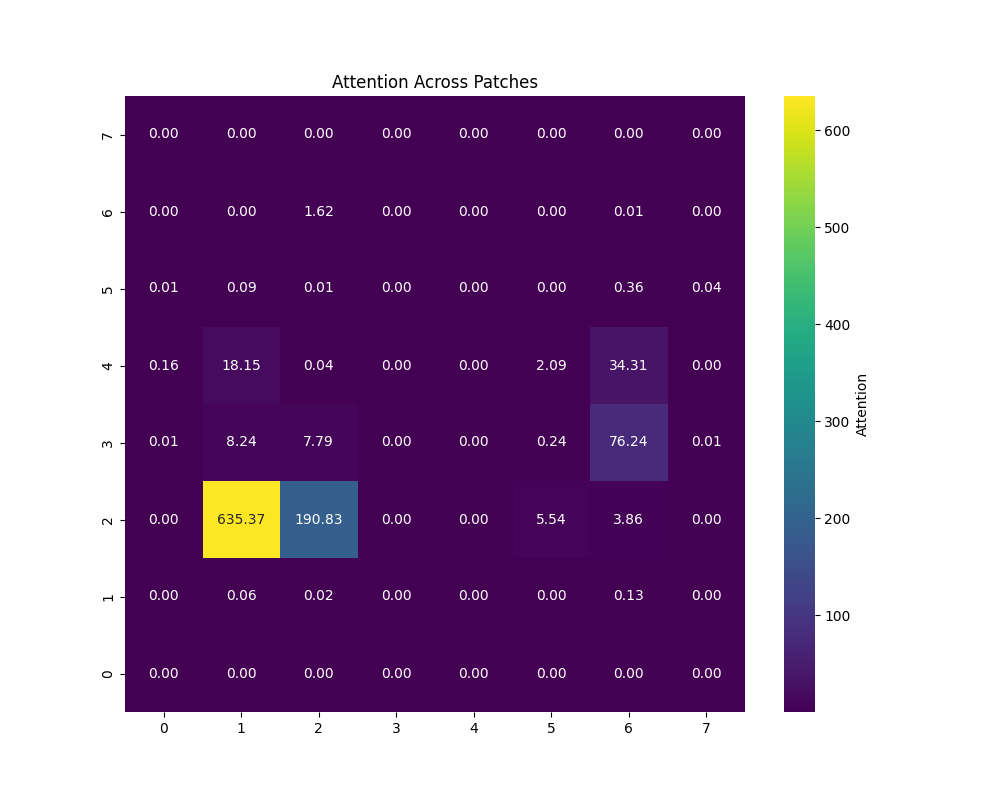 Attention Across Patches
7 0.00 0.00 0.00 0.00 0.00 0.00 0.00 0.00
6 0.00 0.00 1.62 0.00 0.00 0.00 0.01 0.00
5 0.01 0.09 0.01 0.00 0.00 0.00 0.36 0.04
4 0.16 18.15 0.04 0.00 0.00 2.09 34.31 0.00
3 0.01 8.24 7.79 0.00 0.00 0.24 76.24 0.01
2 0.00 635.37 190.83 0.00 0.00 5.54 3.86 0.00
1 0.00 0.06 0.02 0.00 0.00 0.00 0.13 0.00
0 0.00 0.00 0.00 0.00 0.00 0.00 0.00 0.00
0 1 2 3 4 5 6 7
600
500
400
300
200
100
Attention